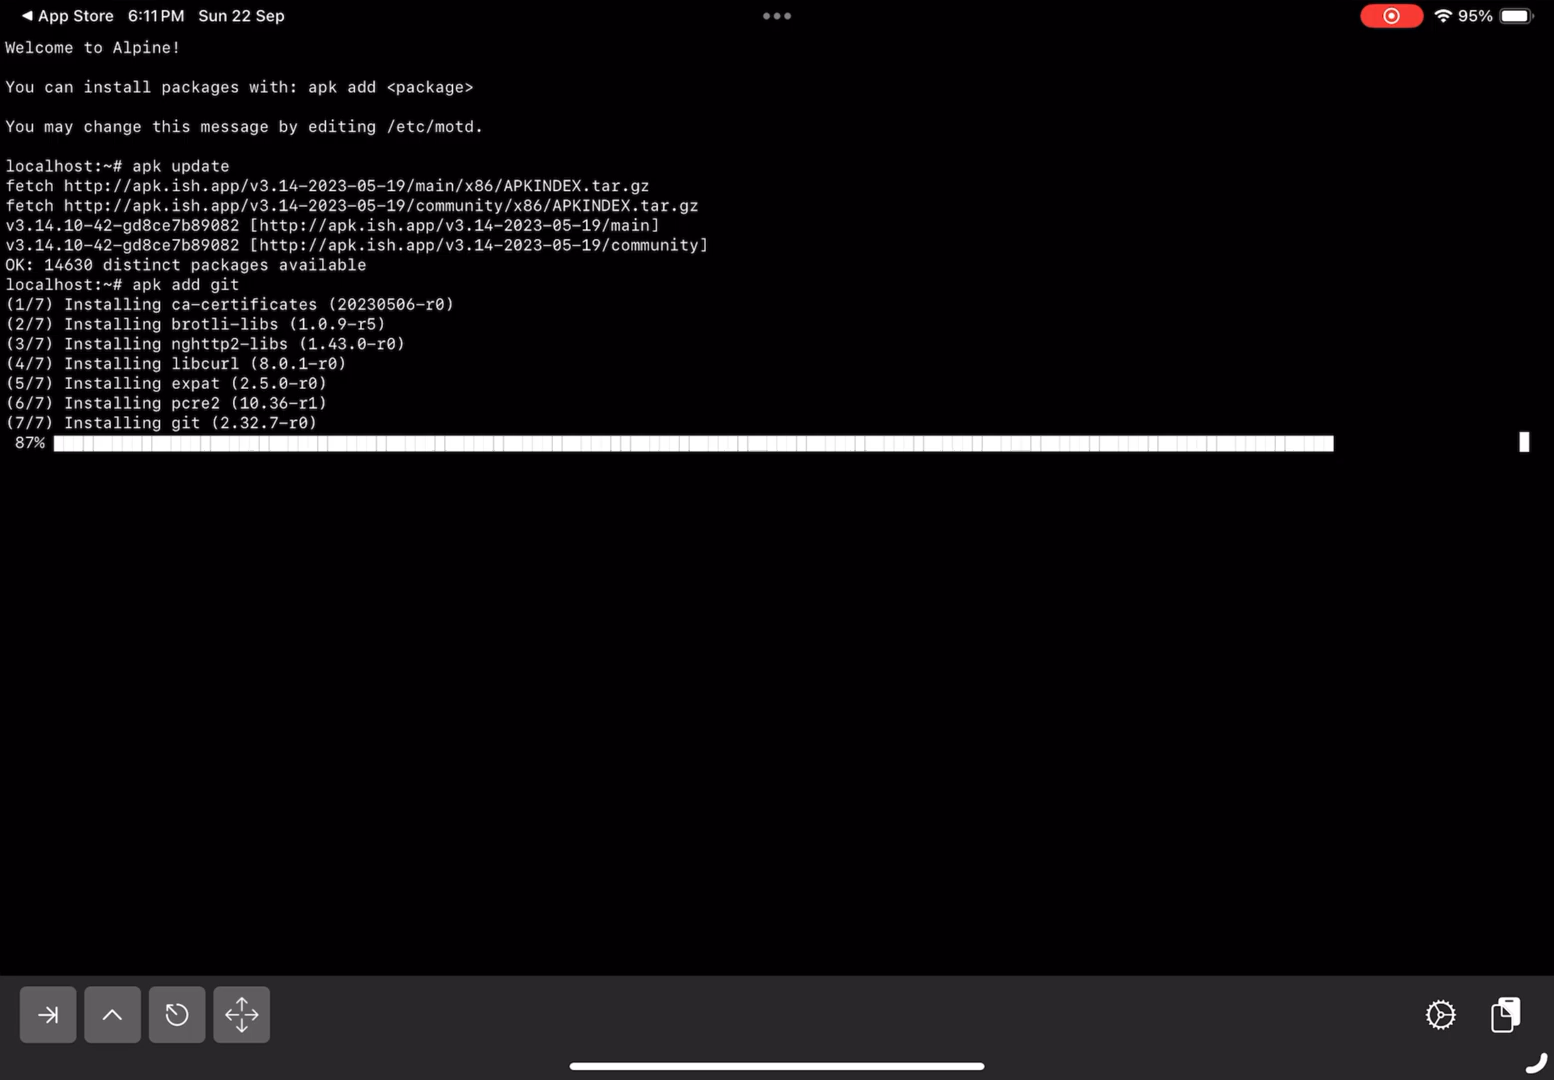 ◀ App Store 6:11 PM Sun 22 Sep 95%
Welcome to Alpine!
You can install packages with: apk add <package>
You may change this message by editing /etc/motd.
localhost:~# apk update
fetch http://apk.ish.app/v3.14-2023-05-19/main/x86/APKINDEX.tar.gz
fetch http://apk.ish.app/v3.14-2023-05-19/community/x86/APKINDEX.tar.gz
v3.14.10-42-gd8ce7b89082 [http://apk.ish.app/v3.14-2023-05-19/main]
v3.14.10-42-gd8ce7b89082 [http://apk.ish.app/v3.14-2023-05-19/community]
OK: 14630 distinct packages available
localhost:~# apk add git
(1/7) Installing ca-certificates (20230506-r0)
(2/7) Installing brotli-libs (1.0.9-r5)
(3/7) Installing nghttp2-libs (1.43.0-r0)
(4/7) Installing libcurl (8.0.1-r0)
(5/7) Installing expat (2.5.0-r0)
(6/7) Installing pcre2 (10.36-r1)
(7/7) Installing git (2.32.7-r0)
87%